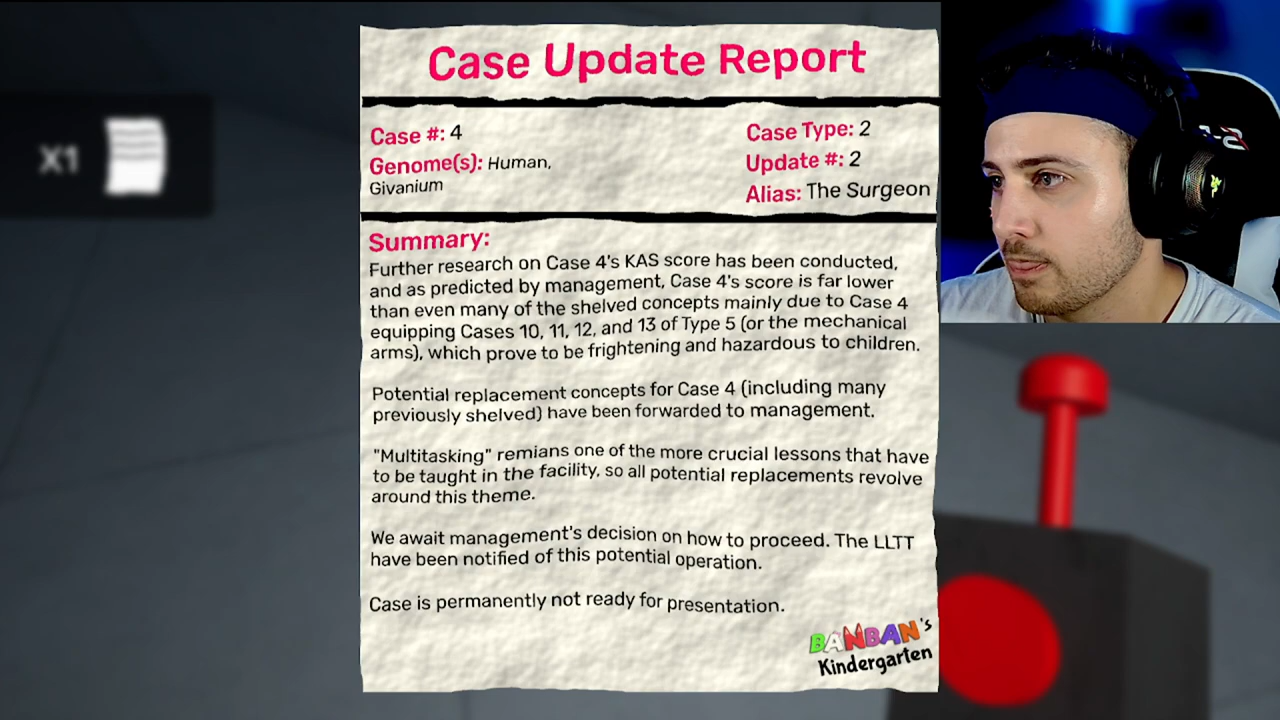 Case Update Report
Case #: 4
Genome(s): Human,
Givanium
Case Type: 2
Update #: 2
Alias: The Surgeon
X1
Summary:
Further research on Case 4's KAS score has been conducted,
and as predicted by management, Case 4's score is far lower
than even many of the shelved concepts mainly due to Case 4
equipping Cases 10, 11, 12, and 13 of Type 5 (or the mechanical
arms), which prove to be frightening and hazardous to children.
Potential replacement concepts for Case 4 (including many
previously shelved) have been forwarded to management.
"Multitasking" remians one of the more crucial lessons that have
to be taught in the facility, so all potential replacements revolve
around this theme.
We await management's decision on how to proceed. The LLTT
have been notified of this potential operation.
Case is permanently not ready for presentation.
BANBAN's
Kindergarten